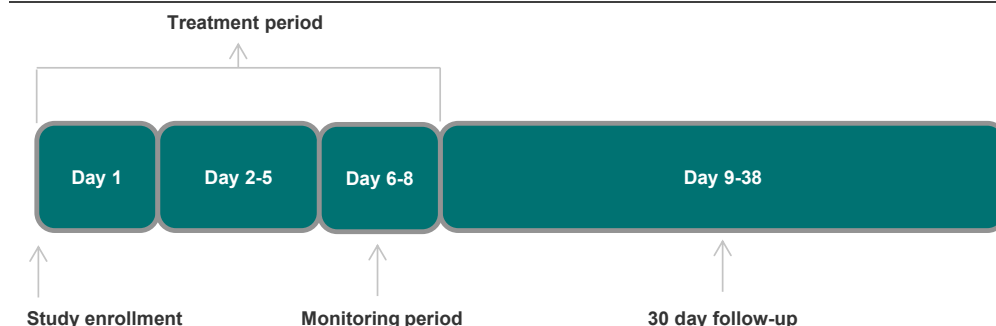 Treatment period
Day 1
Day 2-5
Day 6-8
Day 9-38
Study enrollment
Monitoring period
30 day follow-up